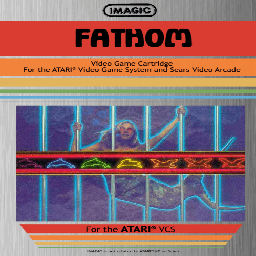 IMAGIC
FATHOM
Video Game Cartridge
For the ATARI® Video Game System and Sears Video Arcade
For the ATARI® VCS